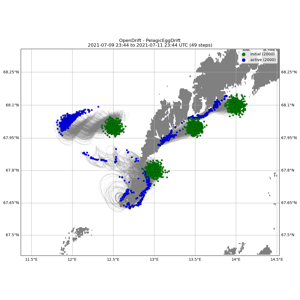 OpenDrift - PelagicEggDrift
2021-07-09 23:44 to 2021-07-11 23:44 UTC (49 steps)
initial (2000)
active (2000)
68.25°N 68.25°N
68.1°N 68.1°N
67.95°N 67.95°N
67.8°N 67.8°N
67.65°N 67.65°N
67.5°N 67.5°N
11.5°E 12°E 12.5°E 13°E 13.5°E 14°E 14.5°E